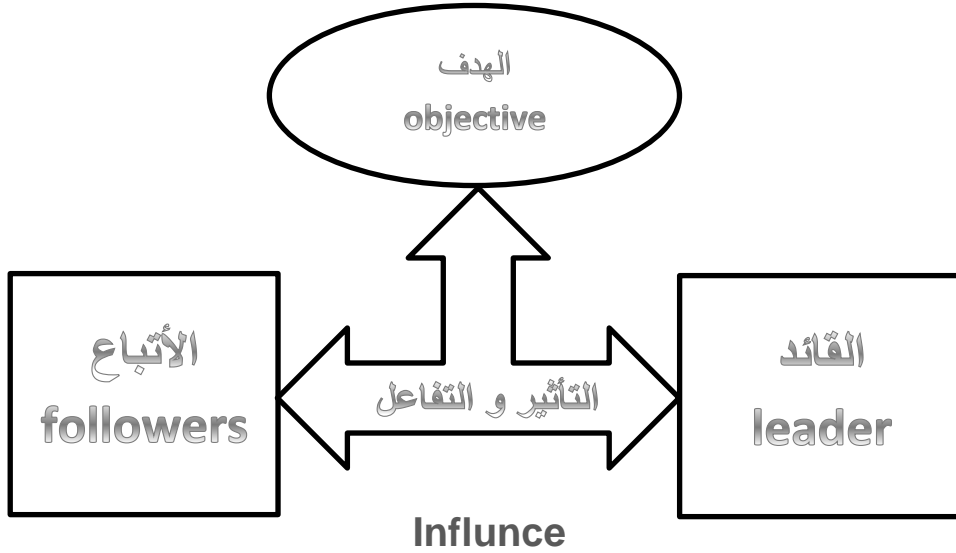 الهدف
objective
القائد
leader
التأثير و التفاعل
الأتباع
followers
Influnce